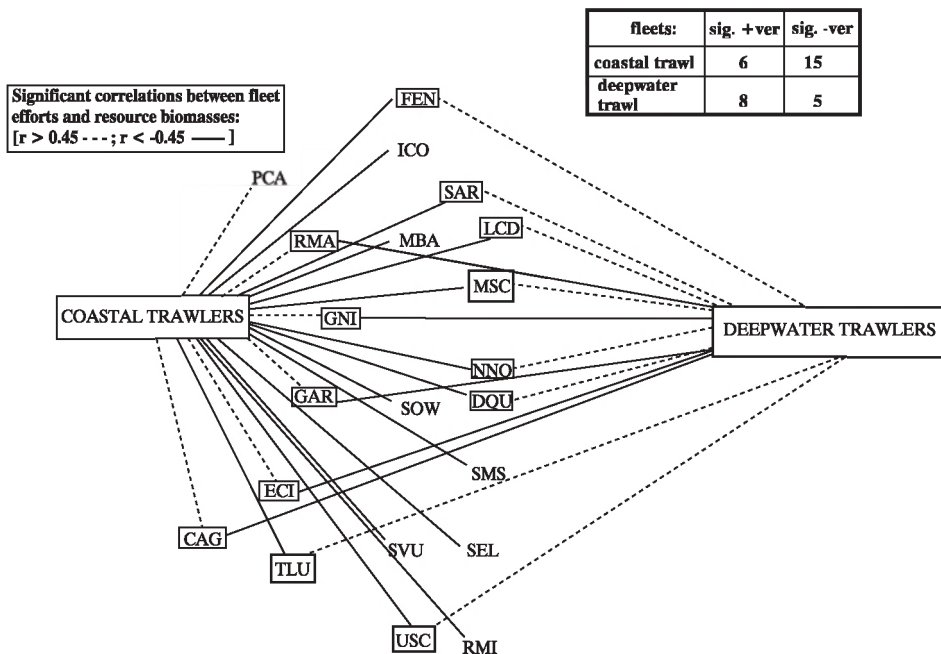 fleets: sig. +ver sig. -ver
coastal trawl 6 15
deepwater
trawl 8 5
Significant correlations between fleet
efforts and resource biomasses:
[r > 0.45 - - - ; r < -0.45 —— ]
FEN
ICO
PCA
SAR
LCD
RMA
MBA
MSC
COASTAL TRAWLERS
GNI
DEEPWATER TRAWLERS
NNO
GAR
SOW
DQU
SMS
ECI
CAG
SVU
SEL
TLU
USC
RMI